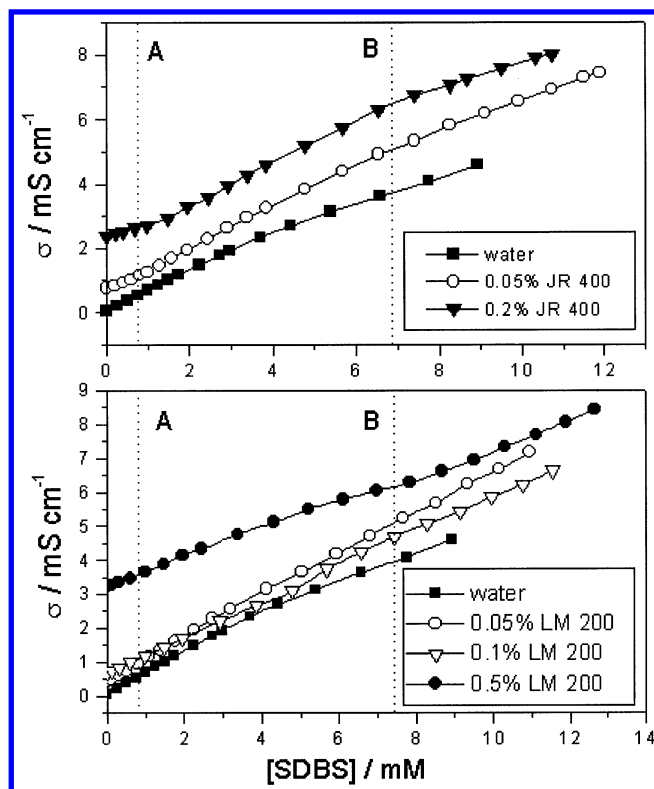 A
B
σ / mS cm⁻¹
8
6
4
2
0
water
0.05% JR 400
0.2% JR 400
0 2 4 6 8 10 12
A
B
σ / mS cm⁻¹
9
8
7
6
5
4
3
2
1
0
water
0.05% LM 200
0.1% LM 200
0.5% LM 200
0 2 4 6 8 10 12 14
[SDBS] / mM